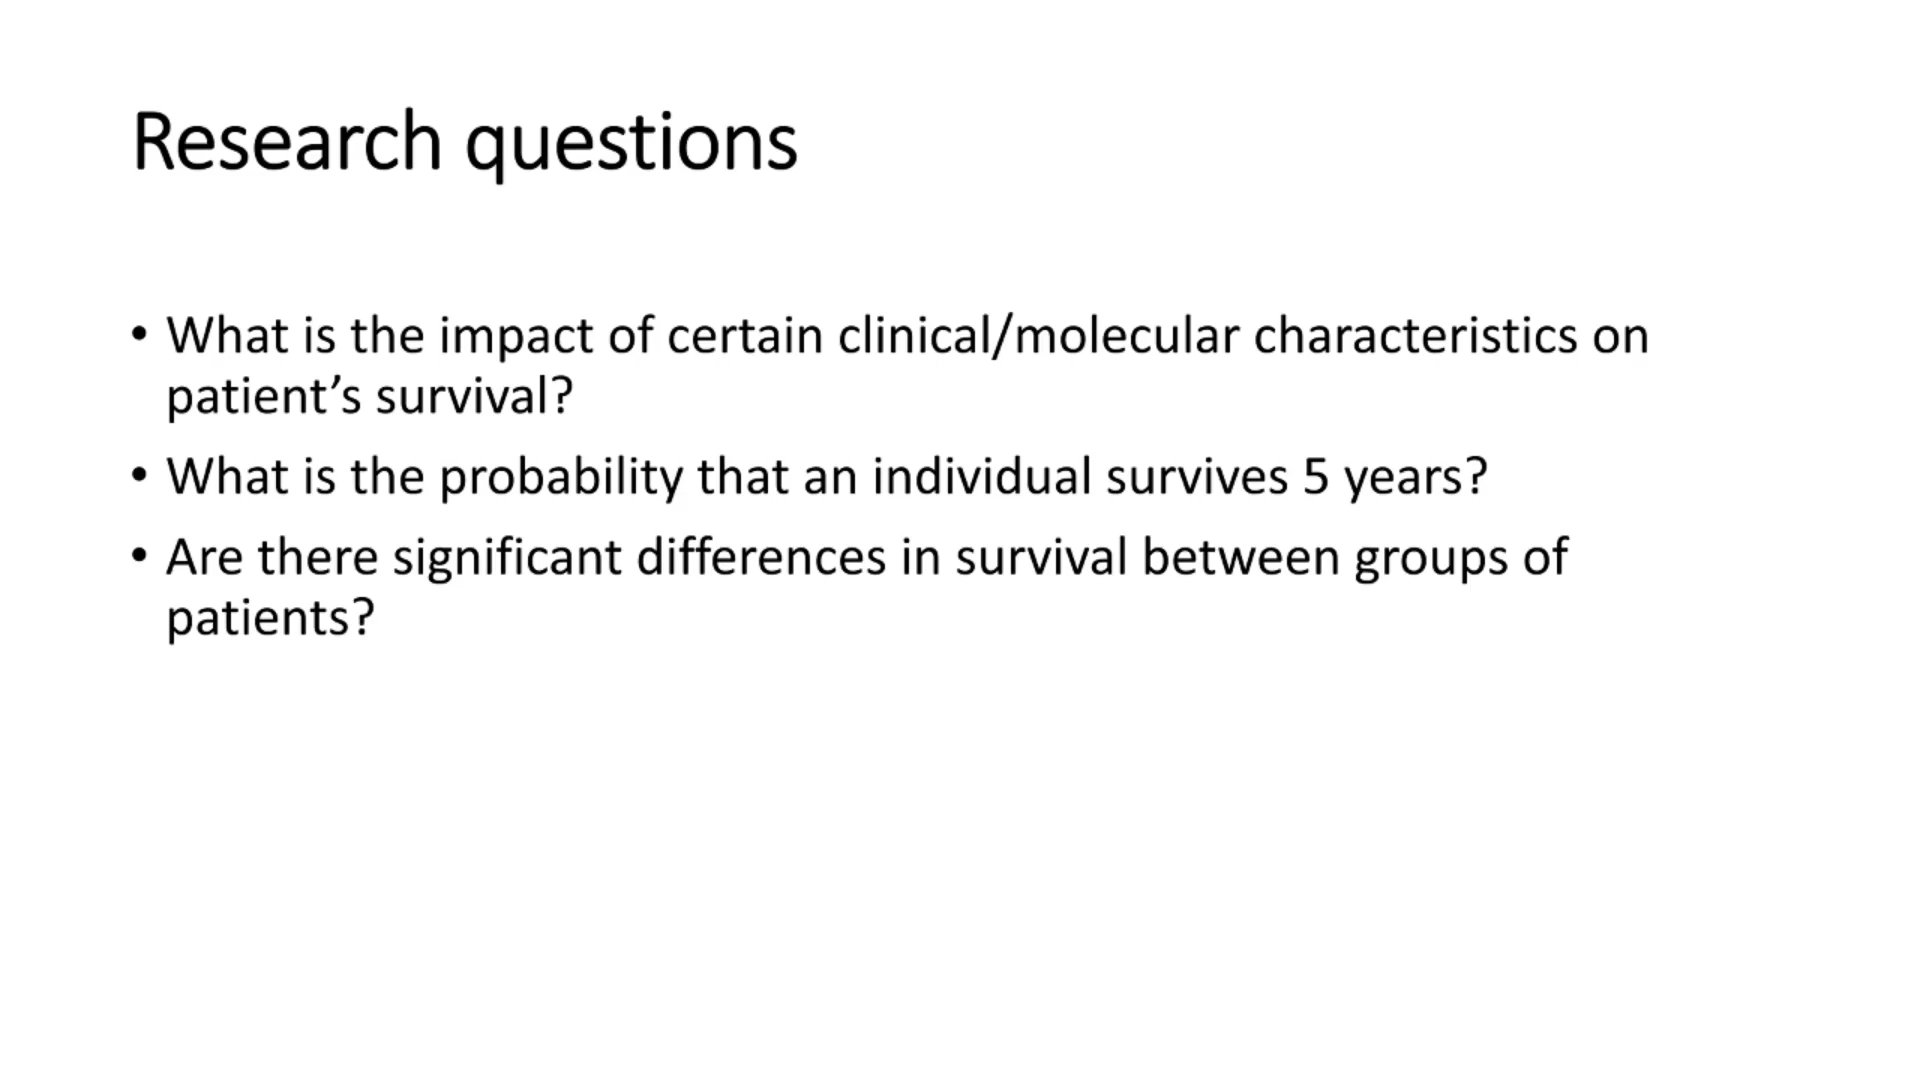 Research questions
• What is the impact of certain clinical/molecular characteristics on
patient’s survival?
• What is the probability that an individual survives 5 years?
• Are there significant differences in survival between groups of
patients?